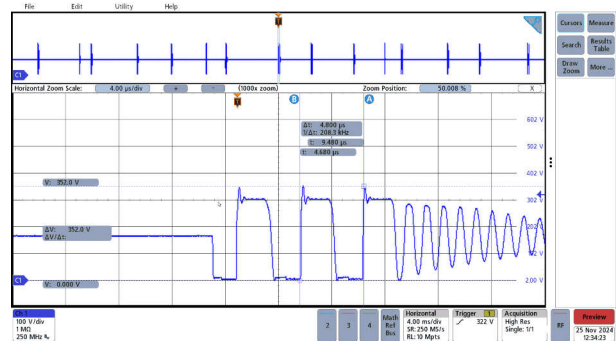 File Edit Utility Help
Cursors Measure
Search Results Table
Draw Zoom More ...
C1
Horizontal Zoom Scale: 4.00 µs/div + - (1000x zoom) Zoom Position: 50.008 % X
T B A
Δt: 4.800 µs
1/Δt: 208.3 kHz
t: 9.480 µs
t: 4.680 µs
602 V
502 V
402 V
V: 352.0 V
302 V
ΔV: 352.0 V
ΔV/Δt:
202 V
V: 0.000 V
C1
2.00 V
Ch 1
100 V/div
1 MΩ
250 MHz
2 3 4
Math Ref Bus
Horizontal
4.00 ms/div
SR: 250 MS/s
RL: 10 Mpts
Trigger 1
322 V
Acquisition
High Res
Single: 1/1
RF
Preview
25 Nov 2024
12:34:23